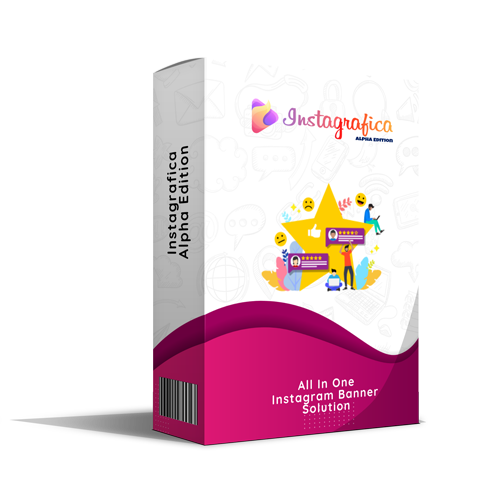 Instagrafica
Alpha Edition
Instagrafica
ALPHA EDITION
All In One
Instagram Banner
Solution